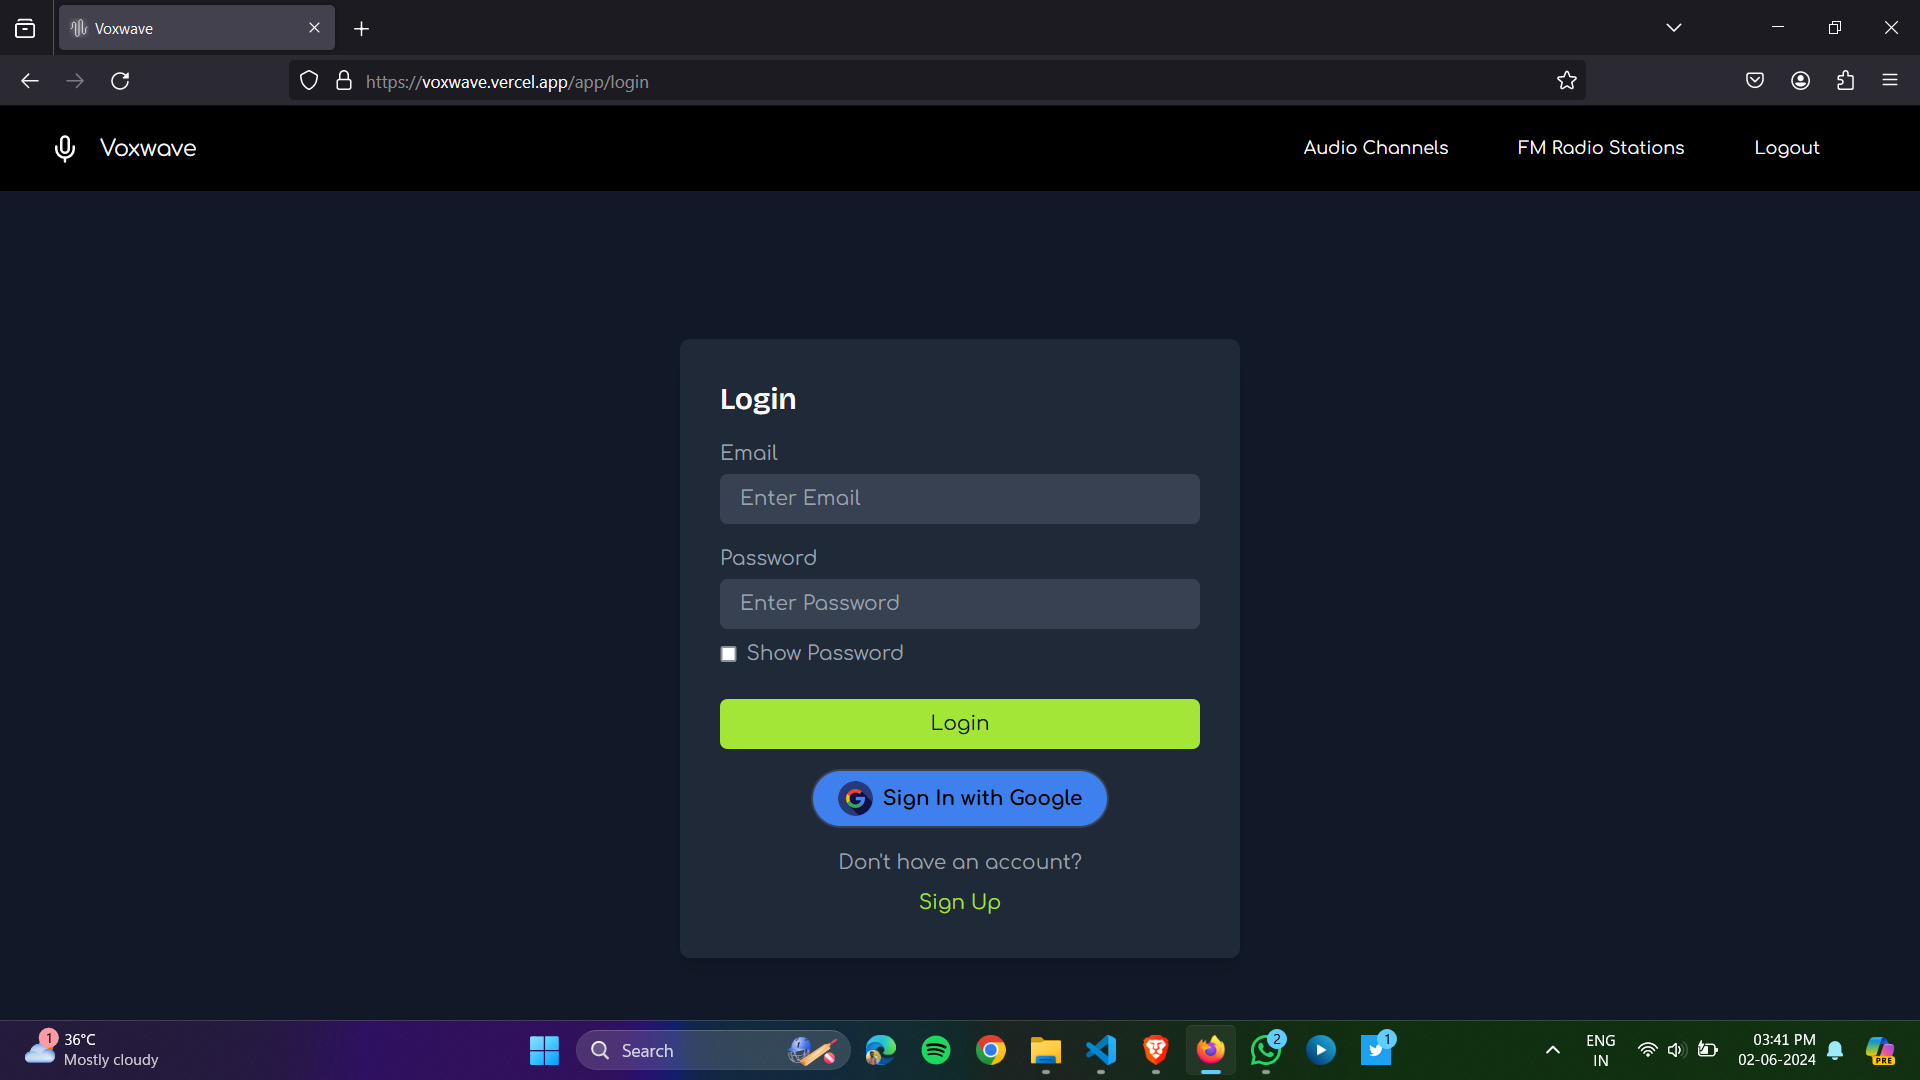 Voxwave
https://voxwave.vercel.app/app/login
Voxwave
Audio Channels
FM Radio Stations
Logout
Login
Email
Enter Email
Password
Enter Password
Show Password
Login
Sign In with Google
Don't have an account?
Sign Up
1
36°C
Mostly cloudy
Search
2
1
ENG
IN
03:41 PM
02-06-2024
PRE